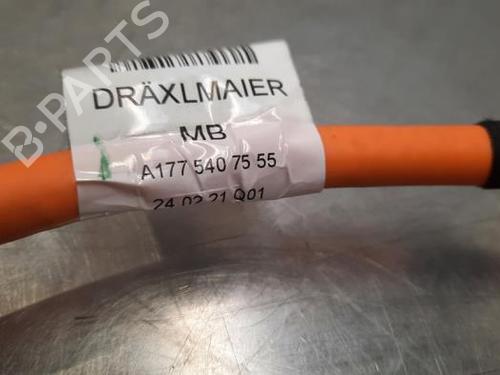 B-PARTS
DRÄXLMAIER
MB
A177 540 75 55
24 02 21 Q01